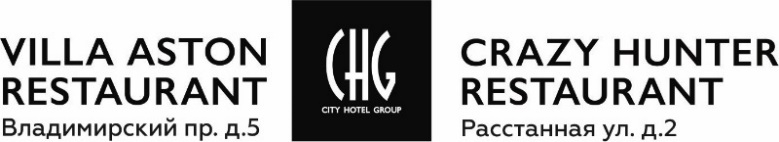 VILLA ASTON
RESTAURANT
Владимирский пр. д.5
CHG
CITY HOTEL GROUP
CRAZY HUNTER
RESTAURANT
Расстанная ул. д.2